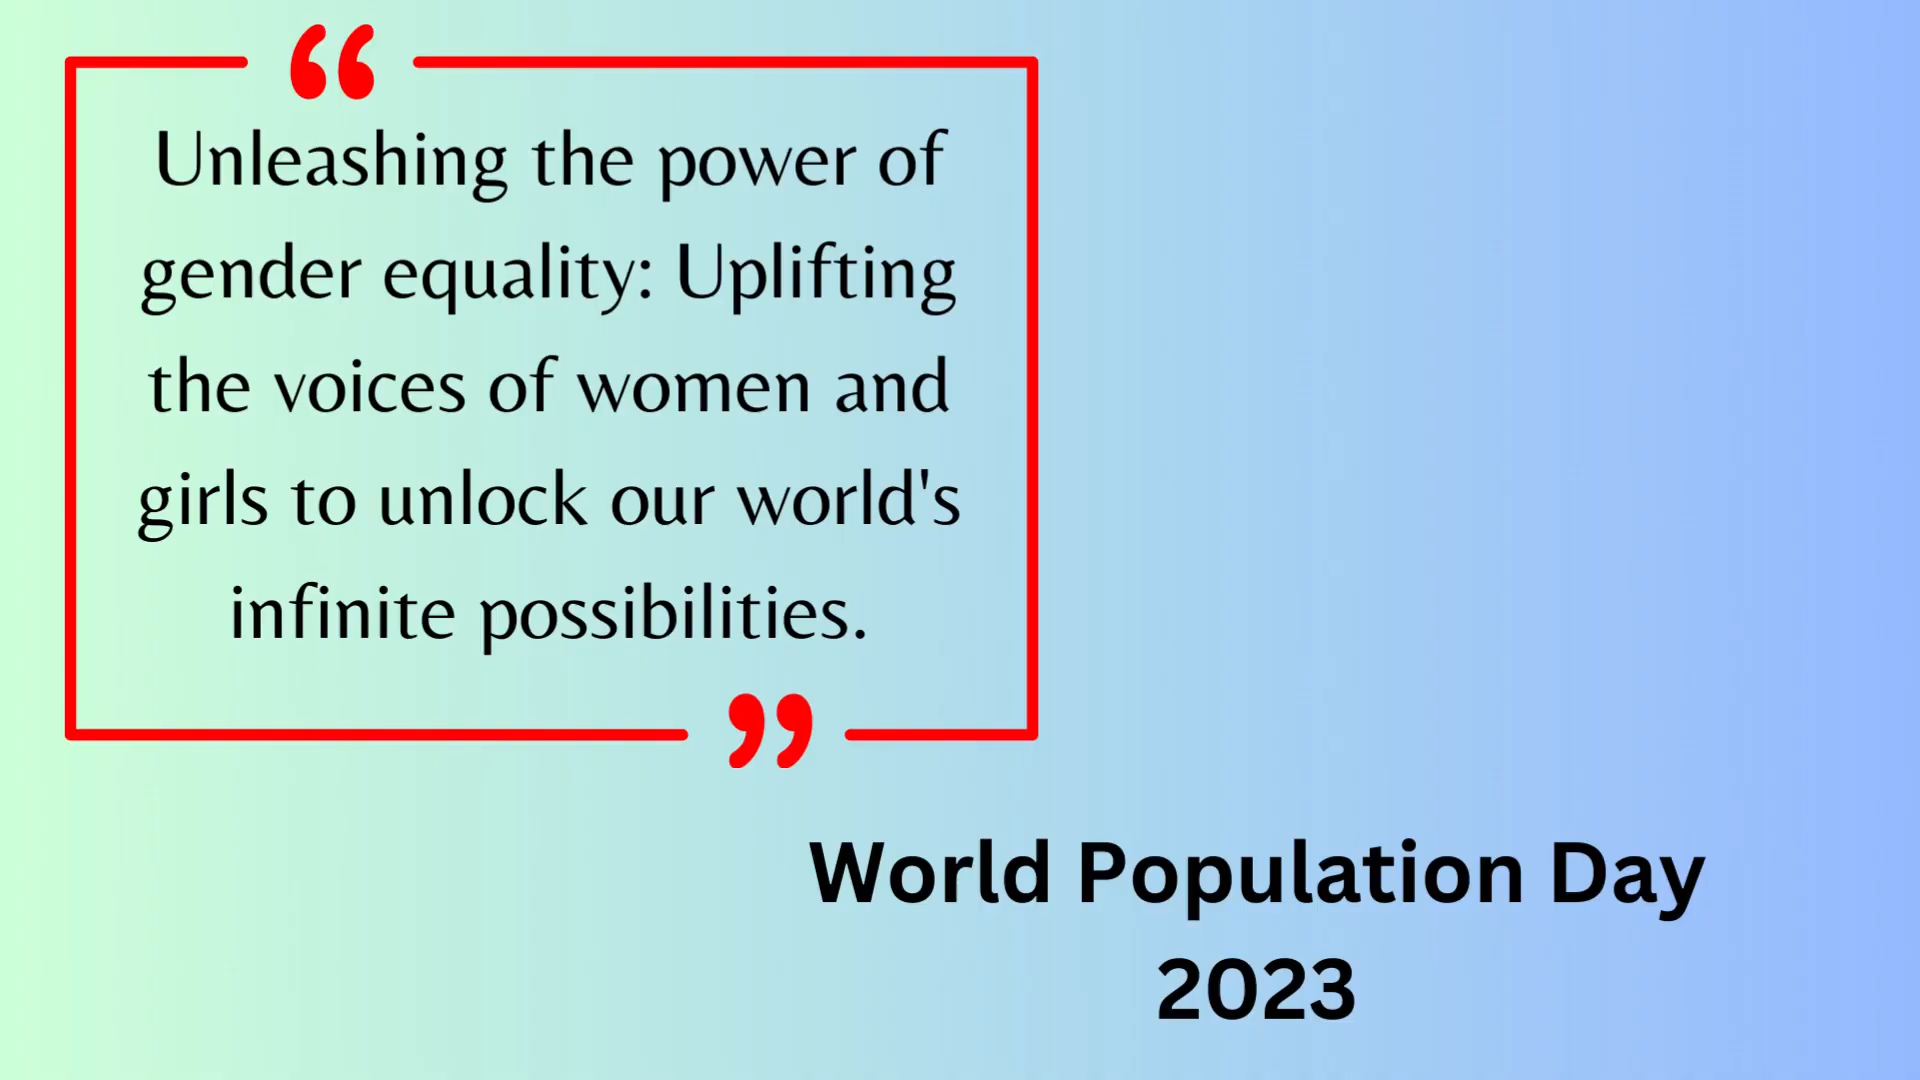 “
Unleashing the power of
gender equality: Uplifting
the voices of women and
girls to unlock our world's
infinite possibilities.
”
World Population Day
2023